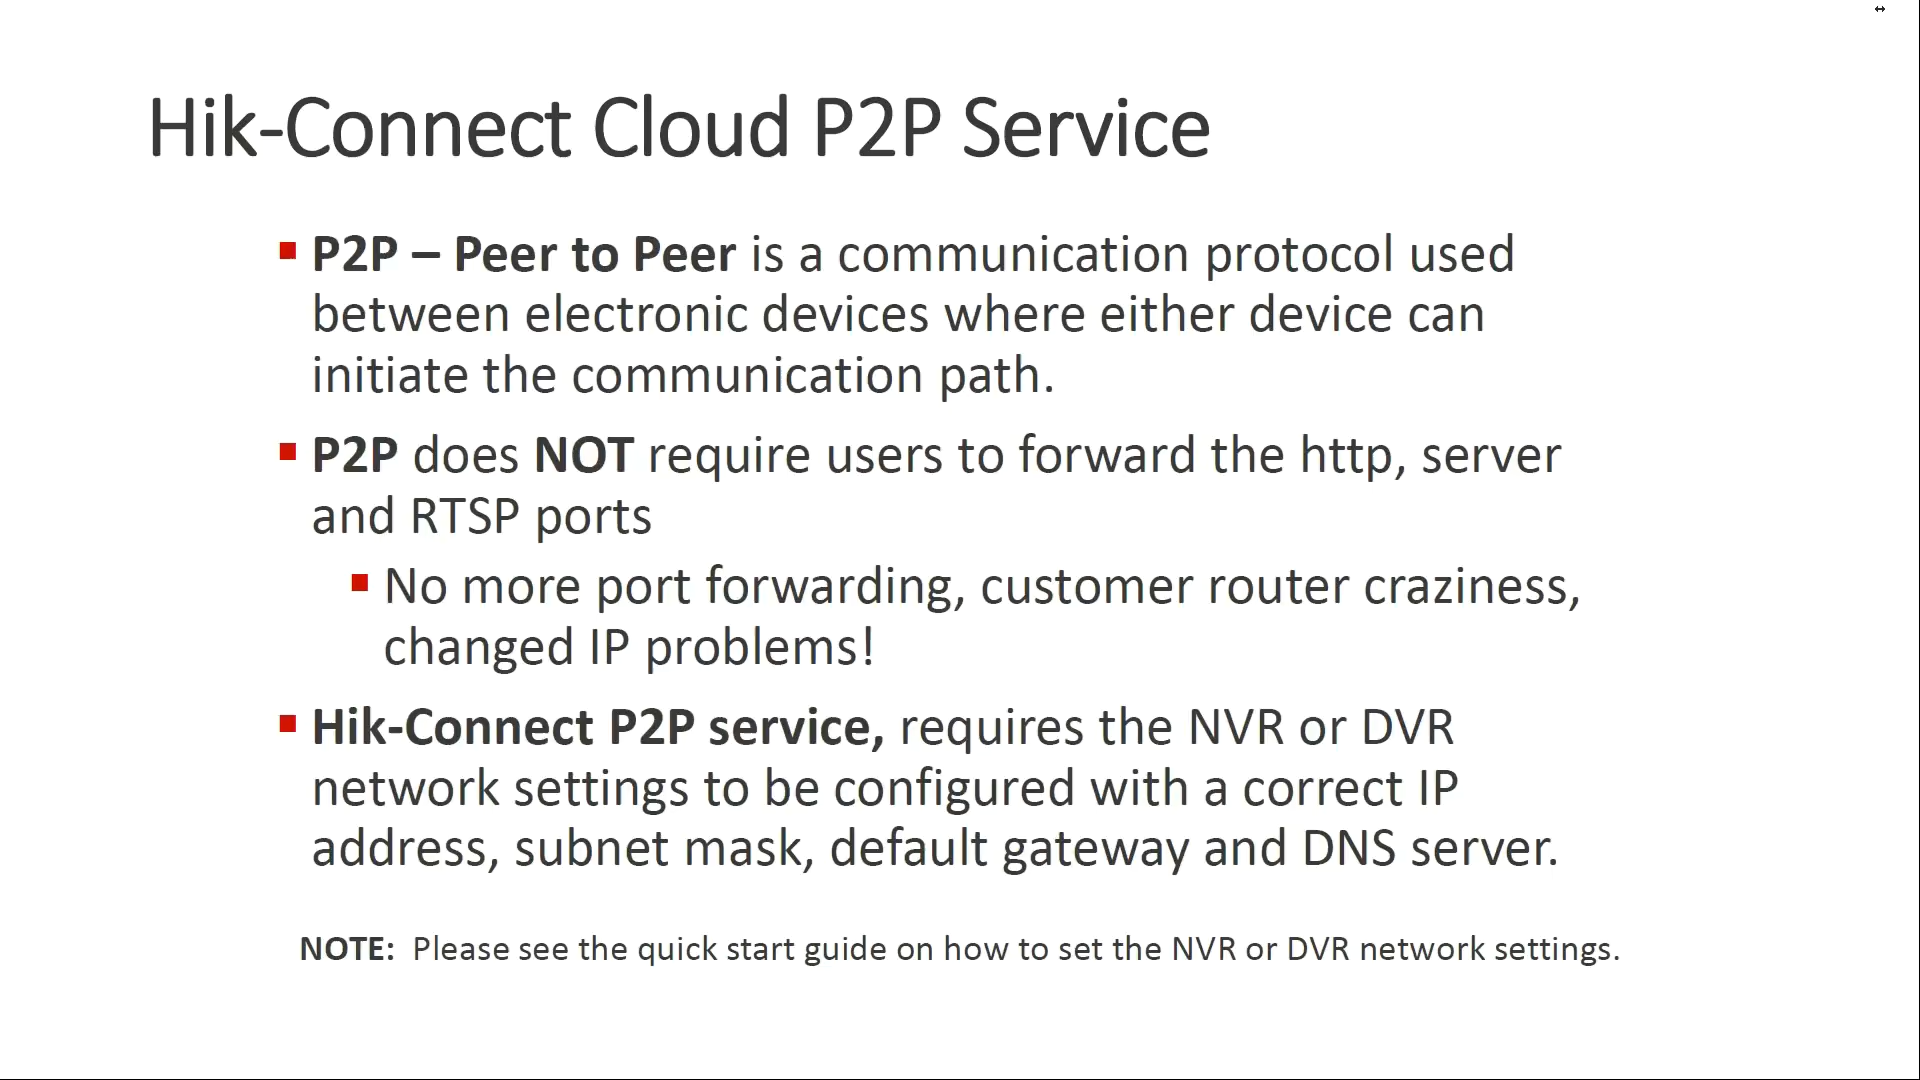 Hik-Connect Cloud P2P Service
P2P – Peer to Peer is a communication protocol used
between electronic devices where either device can
initiate the communication path.
P2P does NOT require users to forward the http, server
and RTSP ports
No more port forwarding, customer router craziness,
changed IP problems!
Hik-Connect P2P service, requires the NVR or DVR
network settings to be configured with a correct IP
address, subnet mask, default gateway and DNS server.
NOTE: Please see the quick start guide on how to set the NVR or DVR network settings.